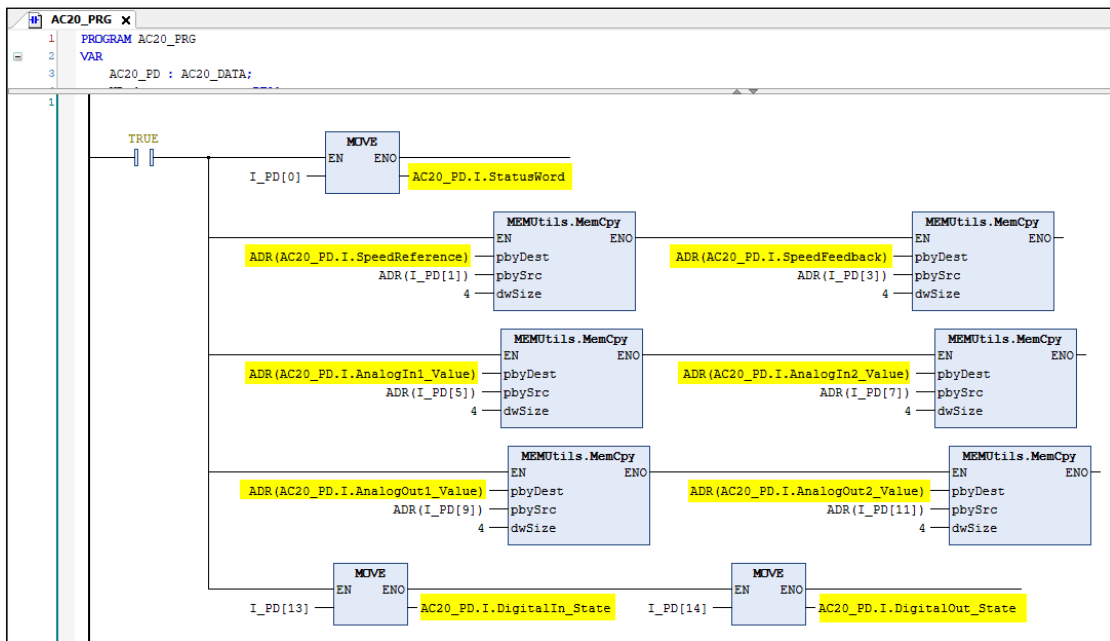 AC20_PRG X
1 PROGRAM AC20_PRG
2 VAR
3 AC20_PD : AC20_DATA;
1
TRUE
MOVE
EN ENO
I_PD[0] AC20_PD.I.StatusWord
MEMUtils.MemCpy MEMUtils.MemCpy
EN ENO EN ENO
ADR(AC20_PD.I.SpeedReference) pbyDest ADR(AC20_PD.I.SpeedFeedback) pbyDest
ADR(I_PD[1]) pbySrc ADR(I_PD[3]) pbySrc
4 dwSize 4 dwSize
MEMUtils.MemCpy MEMUtils.MemCpy
EN ENO EN ENO
ADR(AC20_PD.I.AnalogIn1_Value) pbyDest ADR(AC20_PD.I.AnalogIn2_Value) pbyDest
ADR(I_PD[5]) pbySrc ADR(I_PD[7]) pbySrc
4 dwSize 4 dwSize
MEMUtils.MemCpy MEMUtils.MemCpy
EN ENO EN ENO
ADR(AC20_PD.I.AnalogOut1_Value) pbyDest ADR(AC20_PD.I.AnalogOut2_Value) pbyDest
ADR(I_PD[9]) pbySrc ADR(I_PD[11]) pbySrc
4 dwSize 4 dwSize
MOVE MOVE
EN ENO EN ENO
I_PD[13] AC20_PD.I.DigitalIn_State I_PD[14] AC20_PD.I.DigitalOut_State